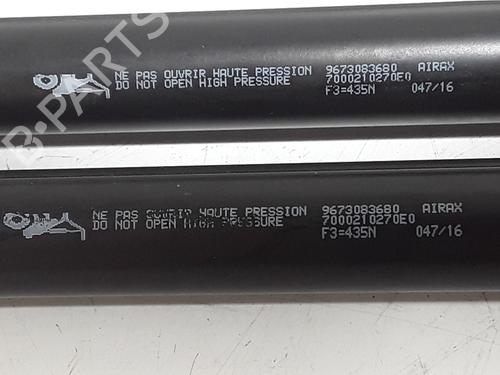 NE PAS OUVRIR HAUTE PRESSION 9673083680 AIRAX
DO NOT OPEN HIGH PRESSURE 7000210270E0
F3=435N 047/16
NE PAS OUVRIR HAUTE PRESSION 9673083680 AIRAX
DO NOT OPEN HIGH PRESSURE 7000210270E0
F3=435N 047/16
B-PARTS